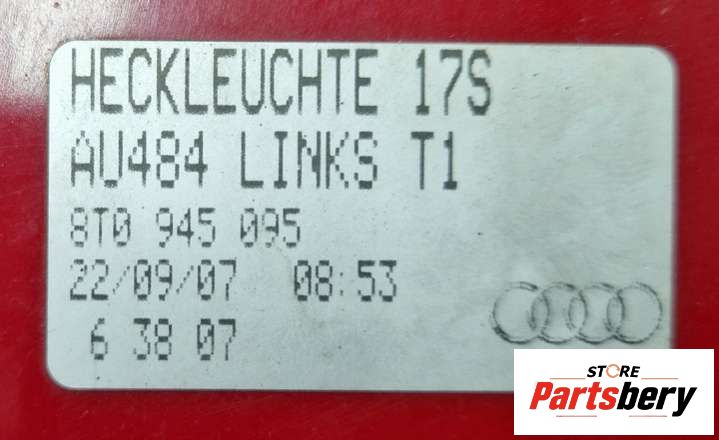 HECKLEUCHTE 17S
AU484 LINKS T1
8T0 945 095
22/09/07 08:53
6 38 07
STORE
Partsbery